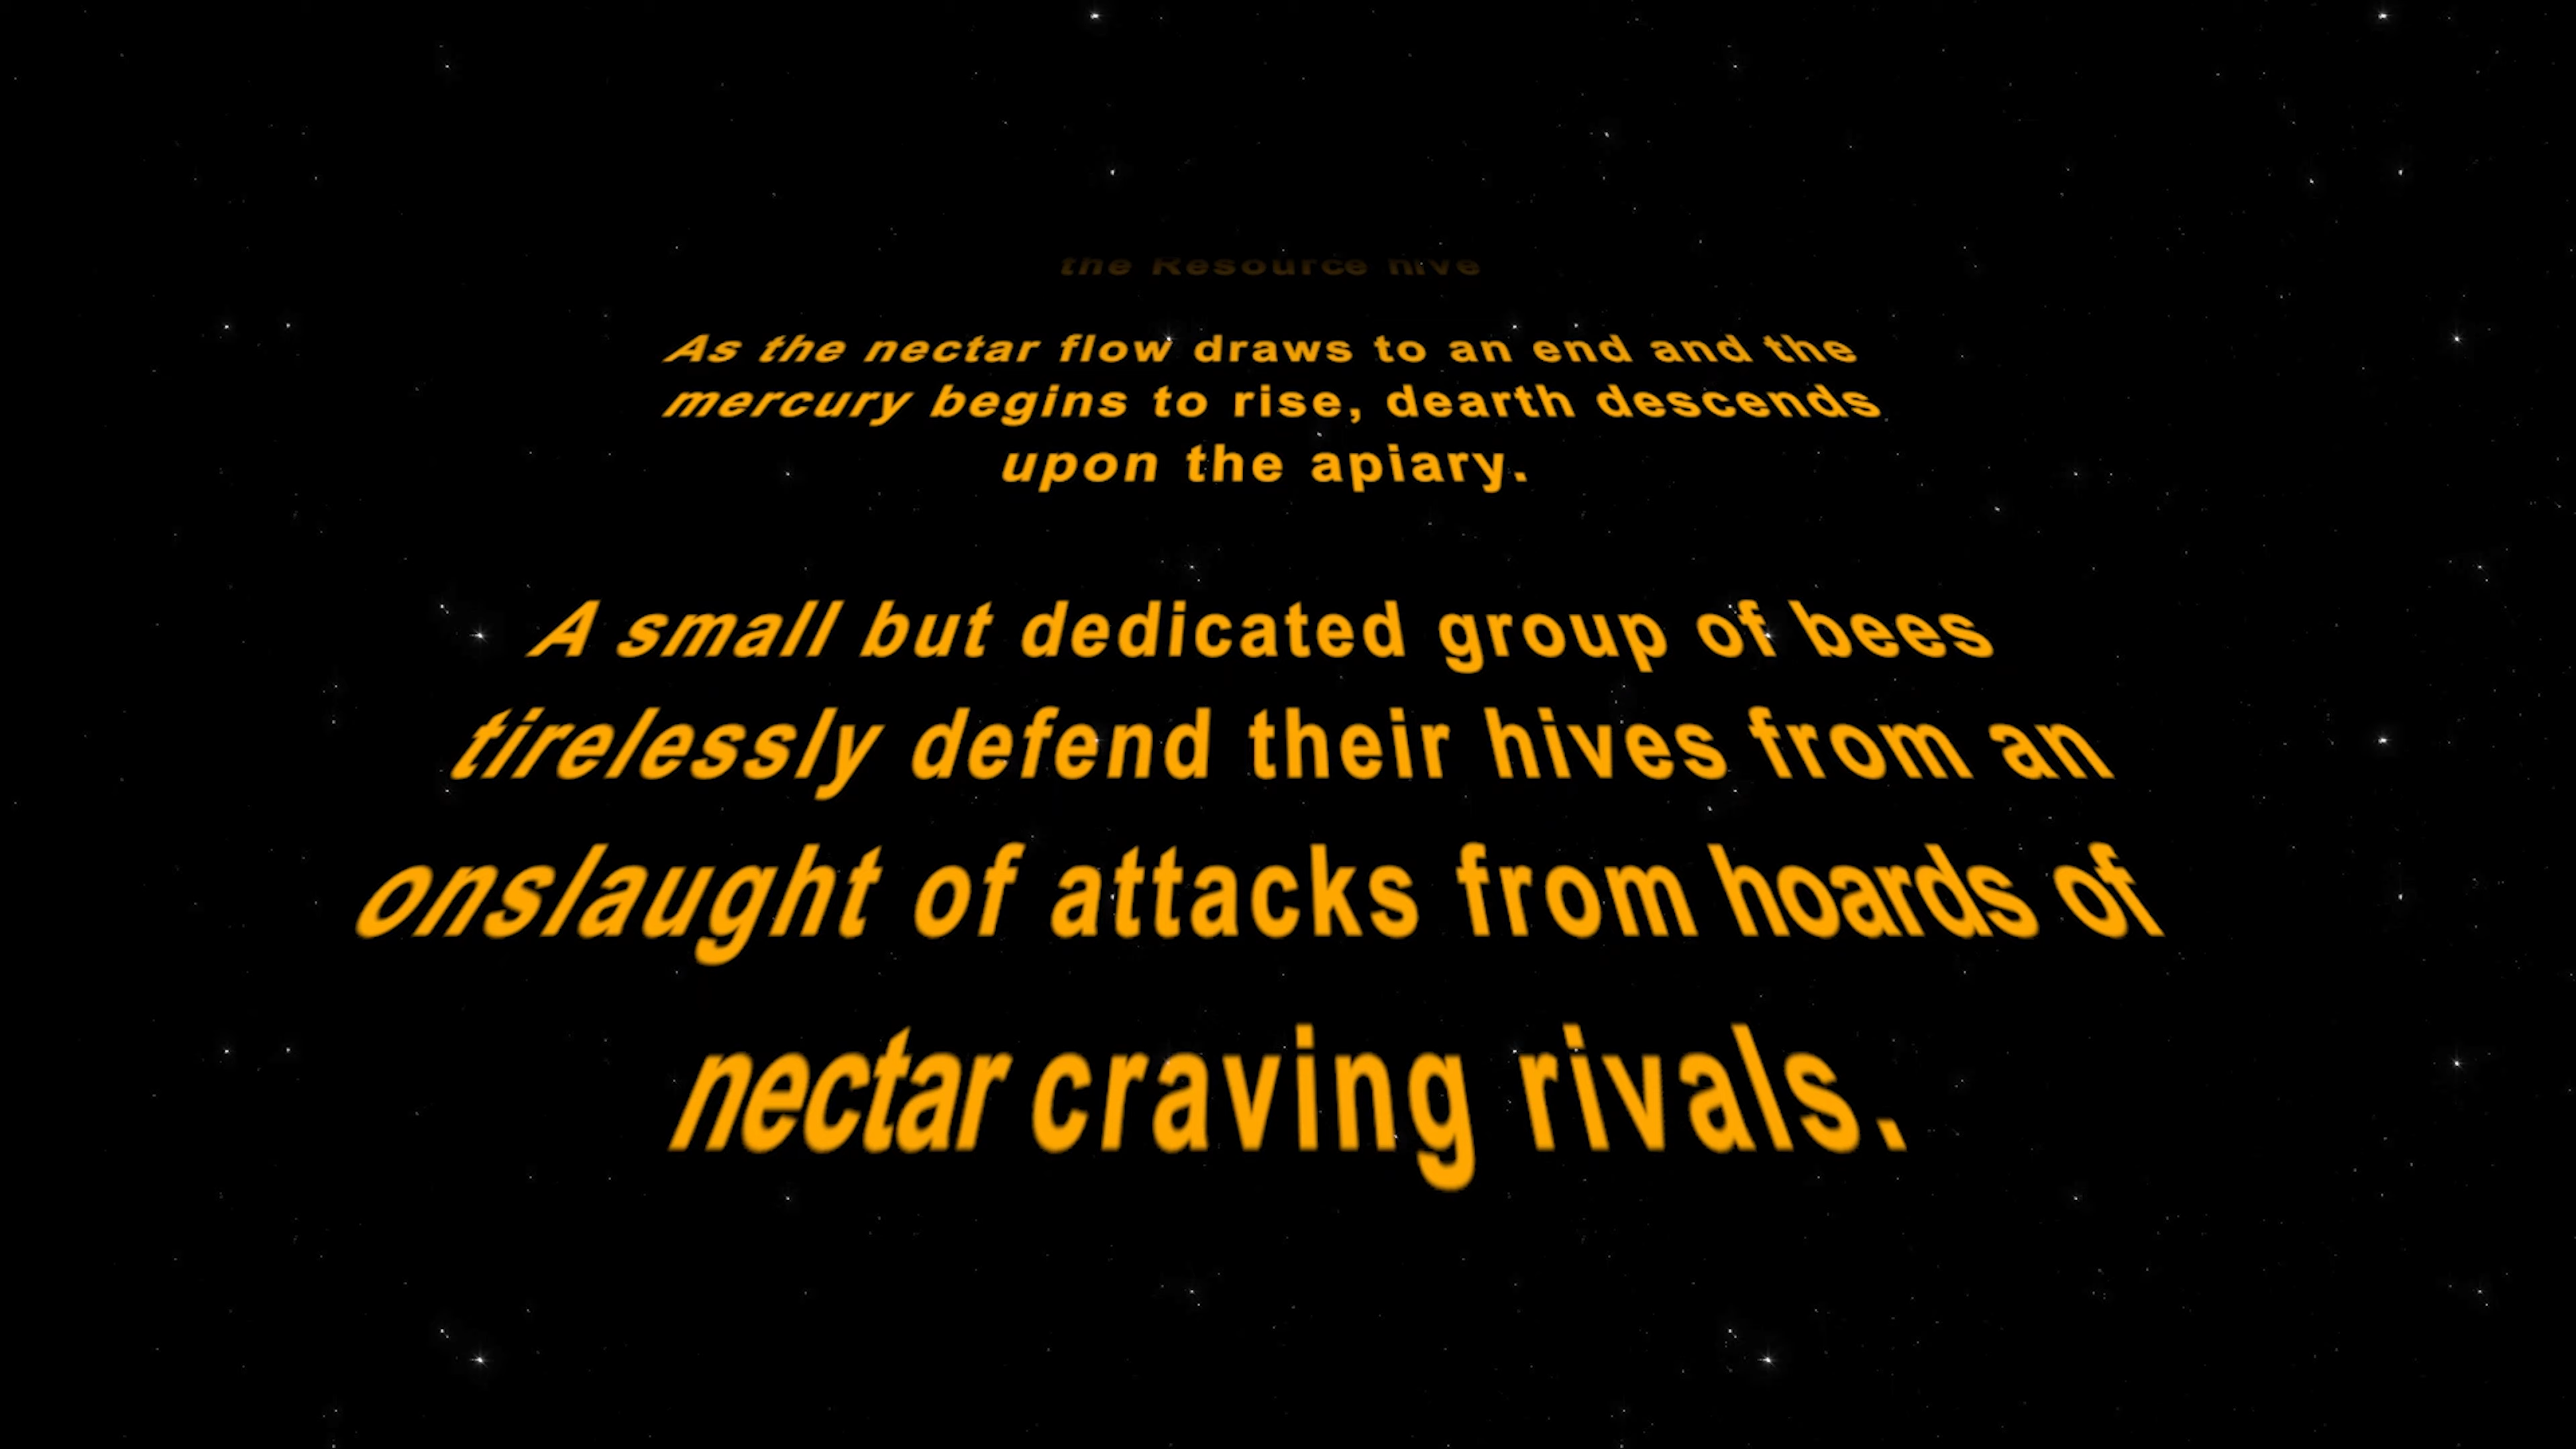 the Resource hive
As the nectar flow draws to an end and the
mercury begins to rise, dearth descends
upon the apiary.
A small but dedicated group of bees
tirelessly defend their hives from an
onslaught of attacks from hoards of
nectar craving rivals.